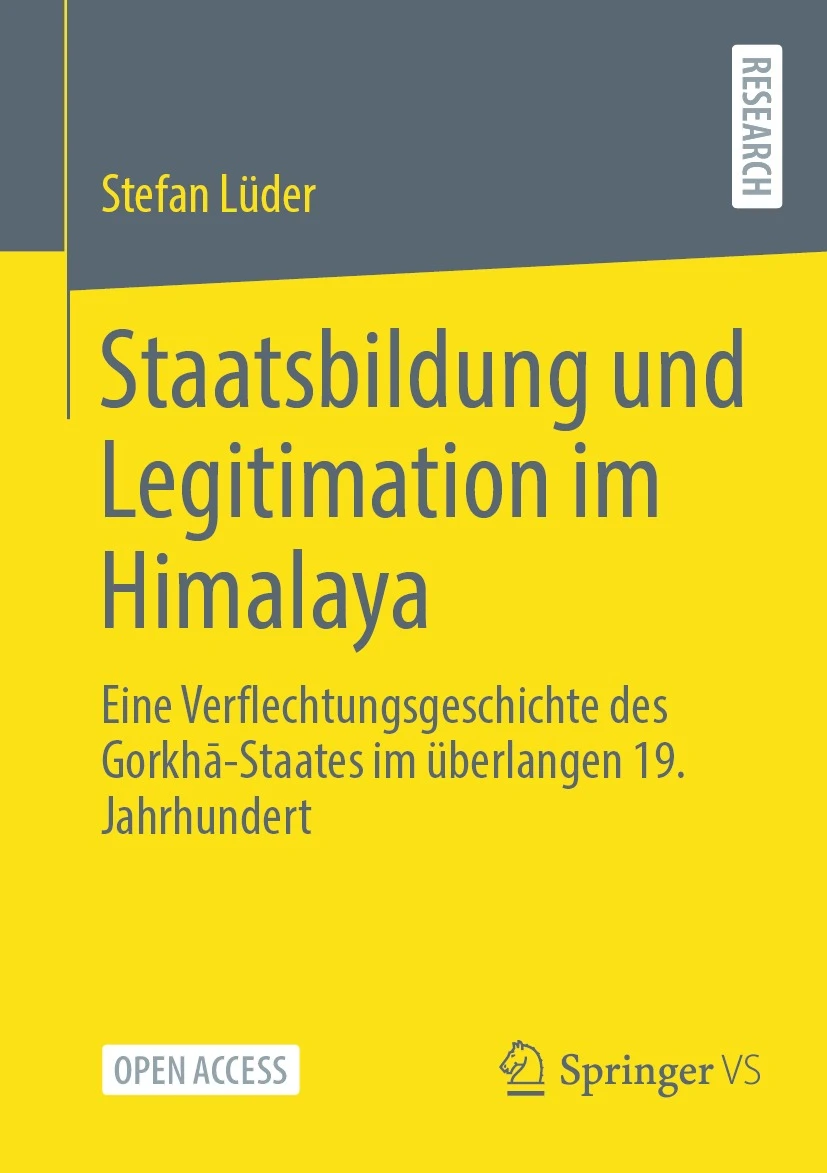 RESEARCH
Stefan Lüder
Staatsbildung und
Legitimation im
Himalaya
Eine Verflechtungsgeschichte des
Gorkhā-Staates im überlangen 19.
Jahrhundert
OPEN ACCESS
Springer VS